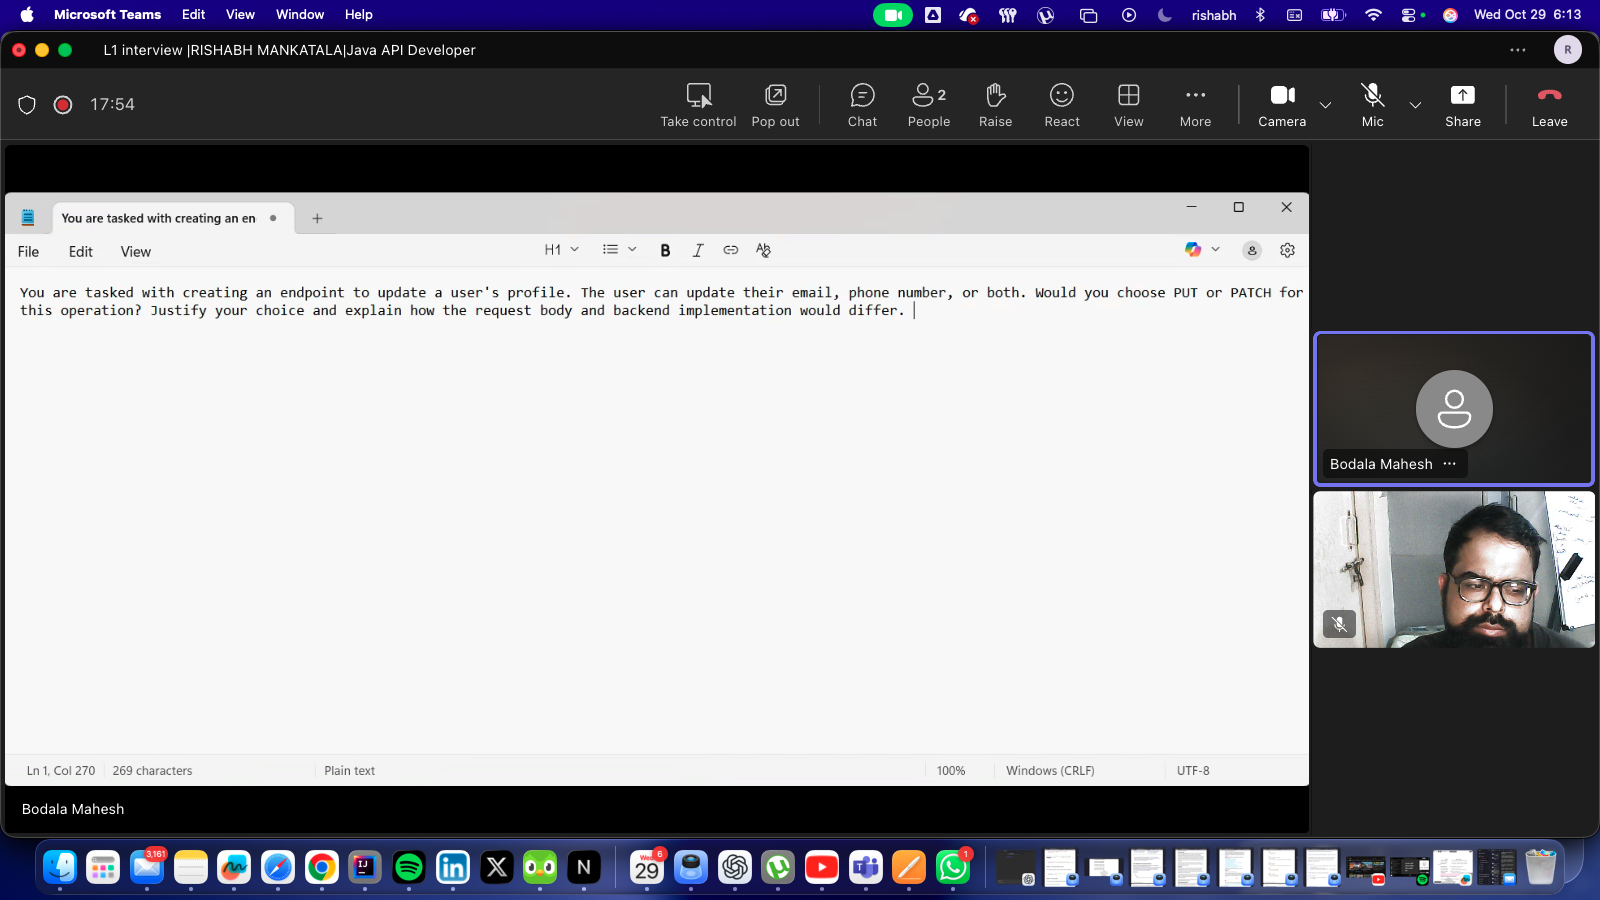 Microsoft Teams Edit View Window Help rishabh Wed Oct 29 6:13
L1 interview |RISHABH MANKATALA|Java API Developer
R
17:54
2
Take control Pop out Chat People Raise React View More Camera Mic Share Leave
You are tasked with creating an en
File Edit View H1 B I
You are tasked with creating an endpoint to update a user's profile. The user can update their email, phone number, or both. Would you choose PUT or PATCH for
this operation? Justify your choice and explain how the request body and backend implementation would differ.
Bodala Mahesh
Ln 1, Col 270 269 characters Plain text 100% Windows (CRLF) UTF-8
Bodala Mahesh
3,161
IJ
in
X
N
Wed
29
6
1